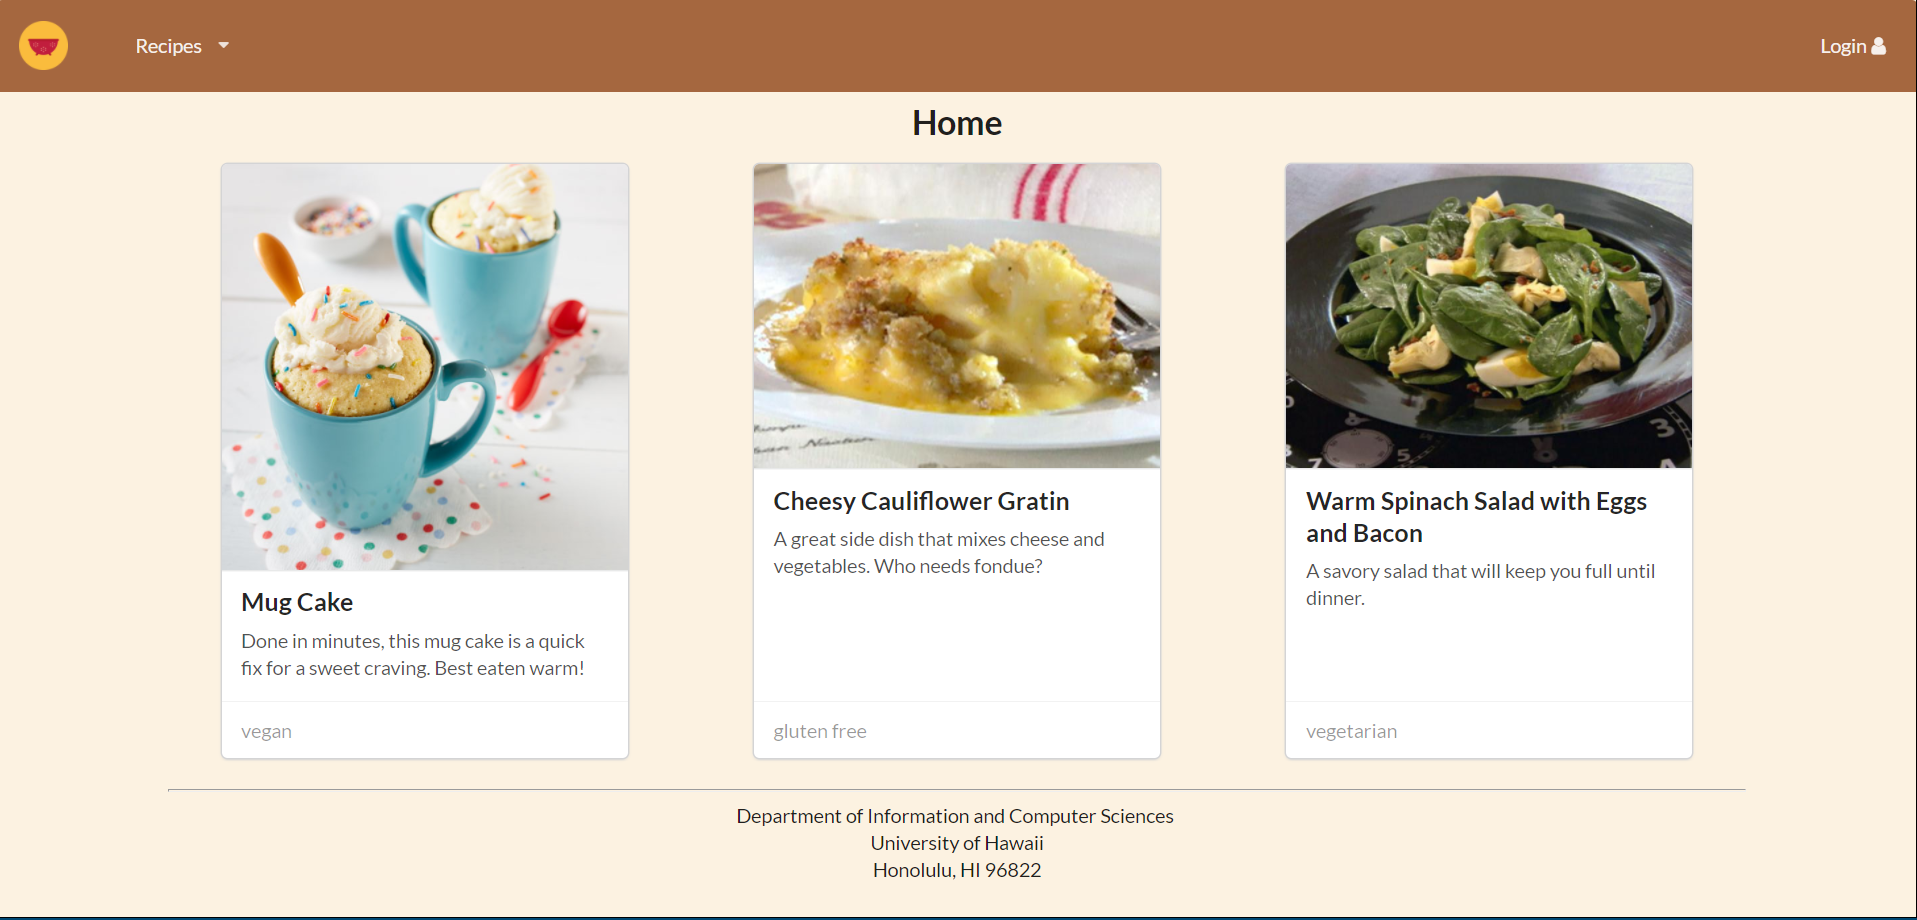 Recipes
Login
Home
Mug Cake
Done in minutes, this mug cake is a quick
fix for a sweet craving. Best eaten warm!
vegan
Cheesy Cauliflower Gratin
A great side dish that mixes cheese and
vegetables. Who needs fondue?
gluten free
Warm Spinach Salad with Eggs
and Bacon
A savory salad that will keep you full until
dinner.
vegetarian
Department of Information and Computer Sciences
University of Hawaii
Honolulu, HI 96822